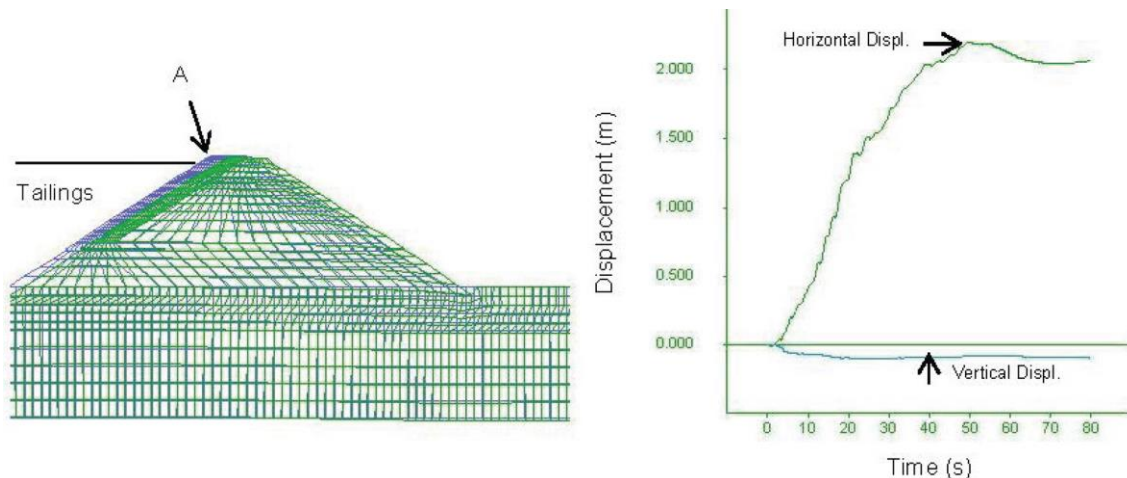 A
Tailings
Horizontal Displ.
Displacement (m)
2.000
1.500
1.000
0.500
0.000
Vertical Displ.
0 10 20 30 40 50 60 70 80
Time (s)